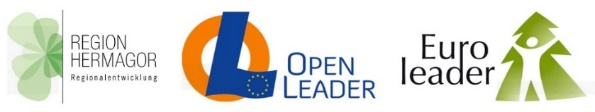 REGION
HERMAGOR
Regionalentwicklung
OPEN
LEADER
Euro
leader